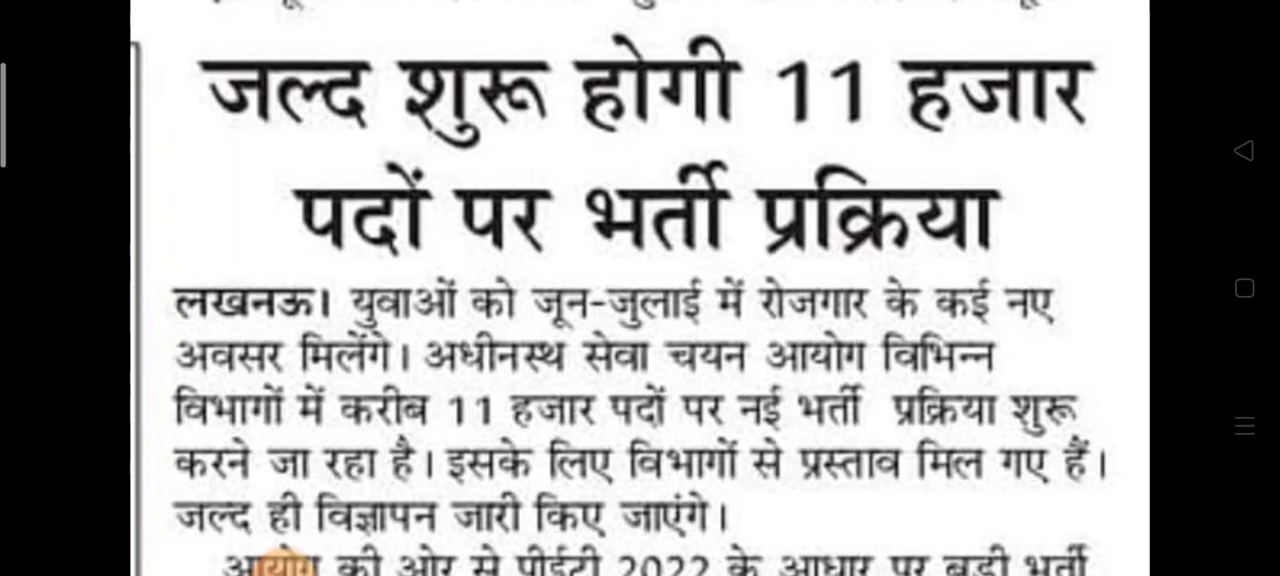 जल्द शुरू होगी 11 हजार
पदों पर भर्ती प्रक्रिया
लखनऊ। युवाओं को जून-जुलाई में रोजगार के कई नए
अवसर मिलेंगे। अधीनस्थ सेवा चयन आयोग विभिन्न
विभागों में करीब 11 हजार पदों पर नई भर्ती प्रक्रिया शुरू
करने जा रहा है। इसके लिए विभागों से प्रस्ताव मिल गए हैं।
जल्द ही विज्ञापन जारी किए जाएंगे।
आयोग की ओर से पीईटी 2022 के आधार पर बड़ी भर्ती